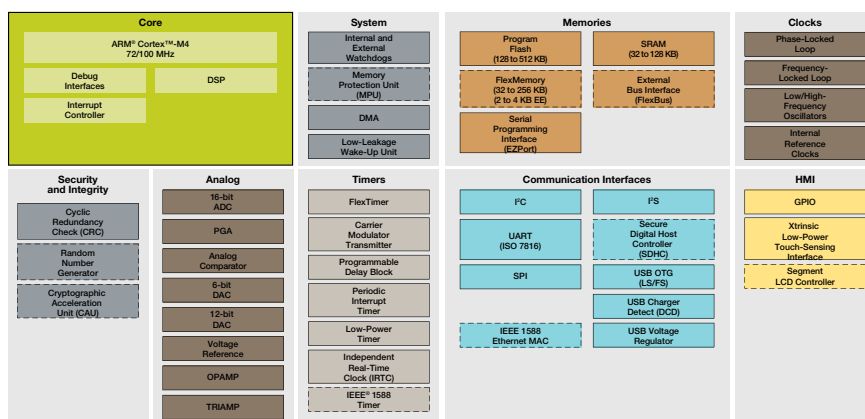 Core
ARM® Cortex™-M4
72/100 MHz
Debug
Interfaces
DSP
Interrupt
Controller
System
Internal and
External
Watchdogs
Memory
Protection Unit
(MPU)
DMA
Low-Leakage
Wake-Up Unit
Memories
Program
Flash
(128 to 512 KB)
SRAM
(32 to 128 KB)
FlexMemory
(32 to 256 KB)
(2 to 4 KB EE)
External
Bus Interface
(FlexBus)
Serial
Programming
Interface
(EZPort)
Clocks
Phase-Locked
Loop
Frequency-
Locked Loop
Low/High-
Frequency
Oscillators
Internal
Reference
Clocks
Security
and Integrity
Cyclic
Redundancy
Check (CRC)
Random
Number
Generator
Cryptographic
Acceleration
Unit (CAU)
Analog
16-bit
ADC
PGA
Analog
Comparator
6-bit
DAC
12-bit
DAC
Voltage
Reference
OPAMP
TRIAMP
Timers
FlexTimer
Carrier
Modulator
Transmitter
Programmable
Delay Block
Periodic
Interrupt
Timer
Low-Power
Timer
Independent
Real-Time
Clock (IRTC)
IEEE® 1588
Timer
Communication Interfaces
I²C
I²S
UART
(ISO 7816)
Secure
Digital Host
Controller
(SDHC)
SPI
USB OTG
(LS/FS)
USB Charger
Detect (DCD)
IEEE 1588
Ethernet MAC
USB Voltage
Regulator
HMI
GPIO
Xtrinsic
Low-Power
Touch-Sensing
Interface
Segment
LCD Controller